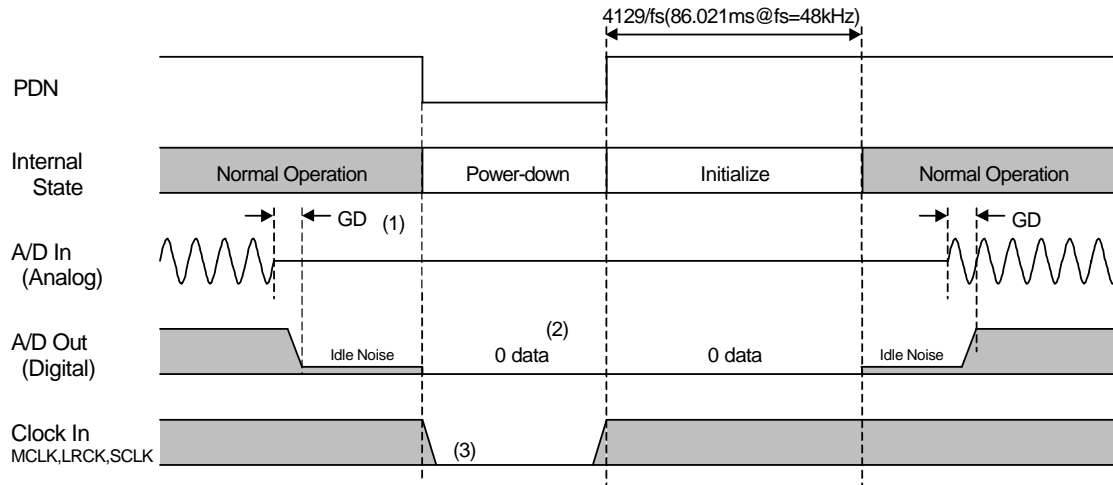 4129/fs(86.021ms@fs=48kHz)
PDN
Internal
State
Normal Operation
Power-down
Initialize
Normal Operation
GD
(1)
GD
A/D In
(Analog)
A/D Out
(Digital)
Idle Noise
(2)
0 data
0 data
Idle Noise
Clock In
MCLK,LRCK,SCLK
(3)